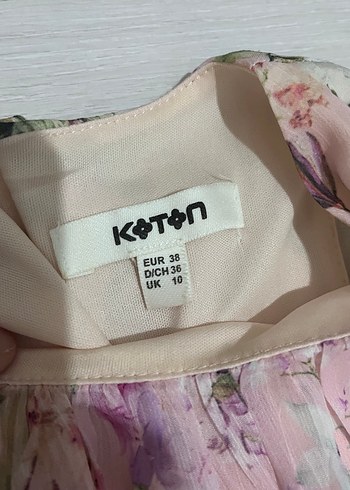 KOTON
EUR 38
D/CH 36
UK 10